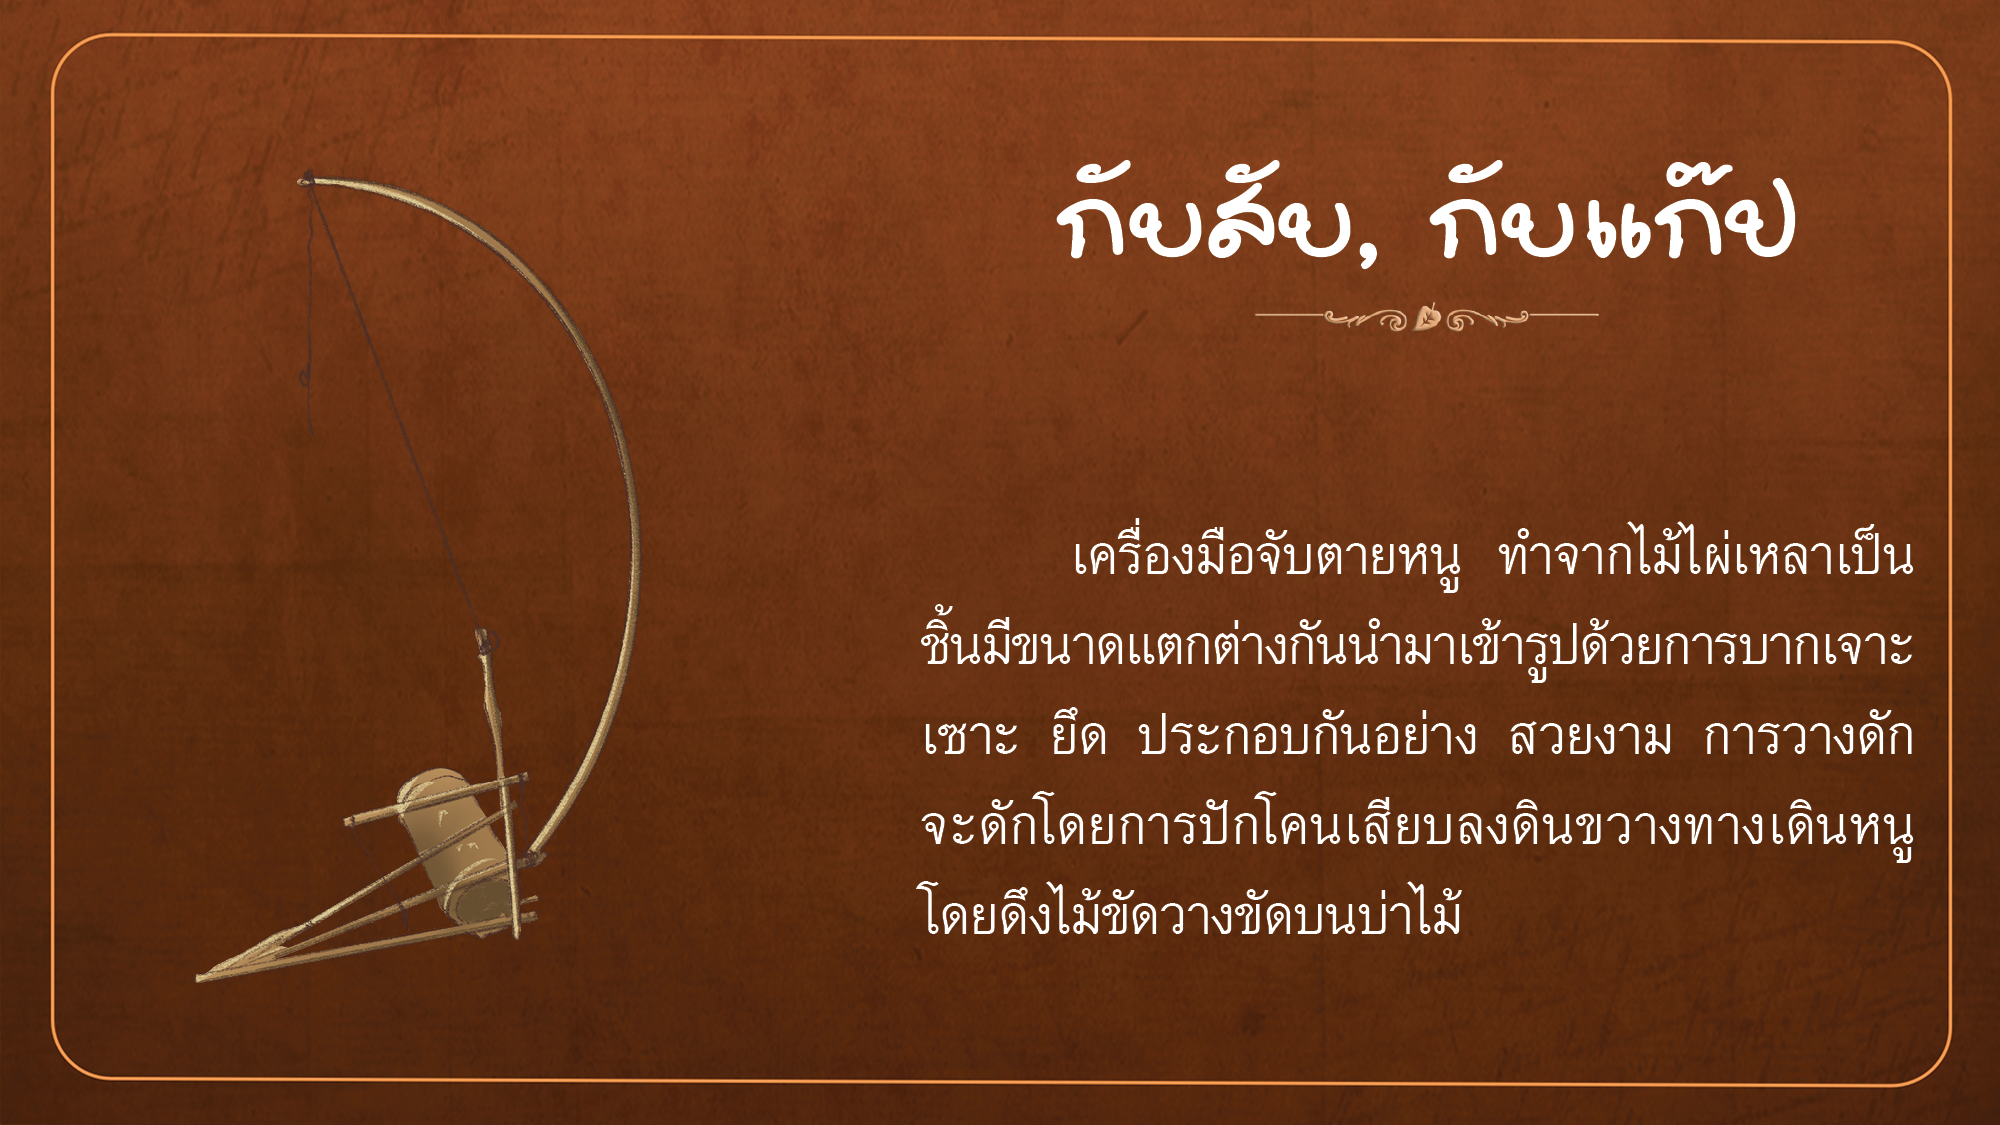 กับสับ, กับแก๊ป
เครื่องมือจับตายหนู ทำจากไม้ไผ่เหลาเป็น
ชิ้นมีขนาดแตกต่างกันนำมาเข้ารูปด้วยการบากเจาะ
เซาะ ยึด ประกอบกันอย่าง สวยงาม การวางดัก
จะดักโดยการปักโคนเสียบลงดินขวางทางเดินหนู
โดยดึงไม้ขัดวางขัดบนบ่าไม้